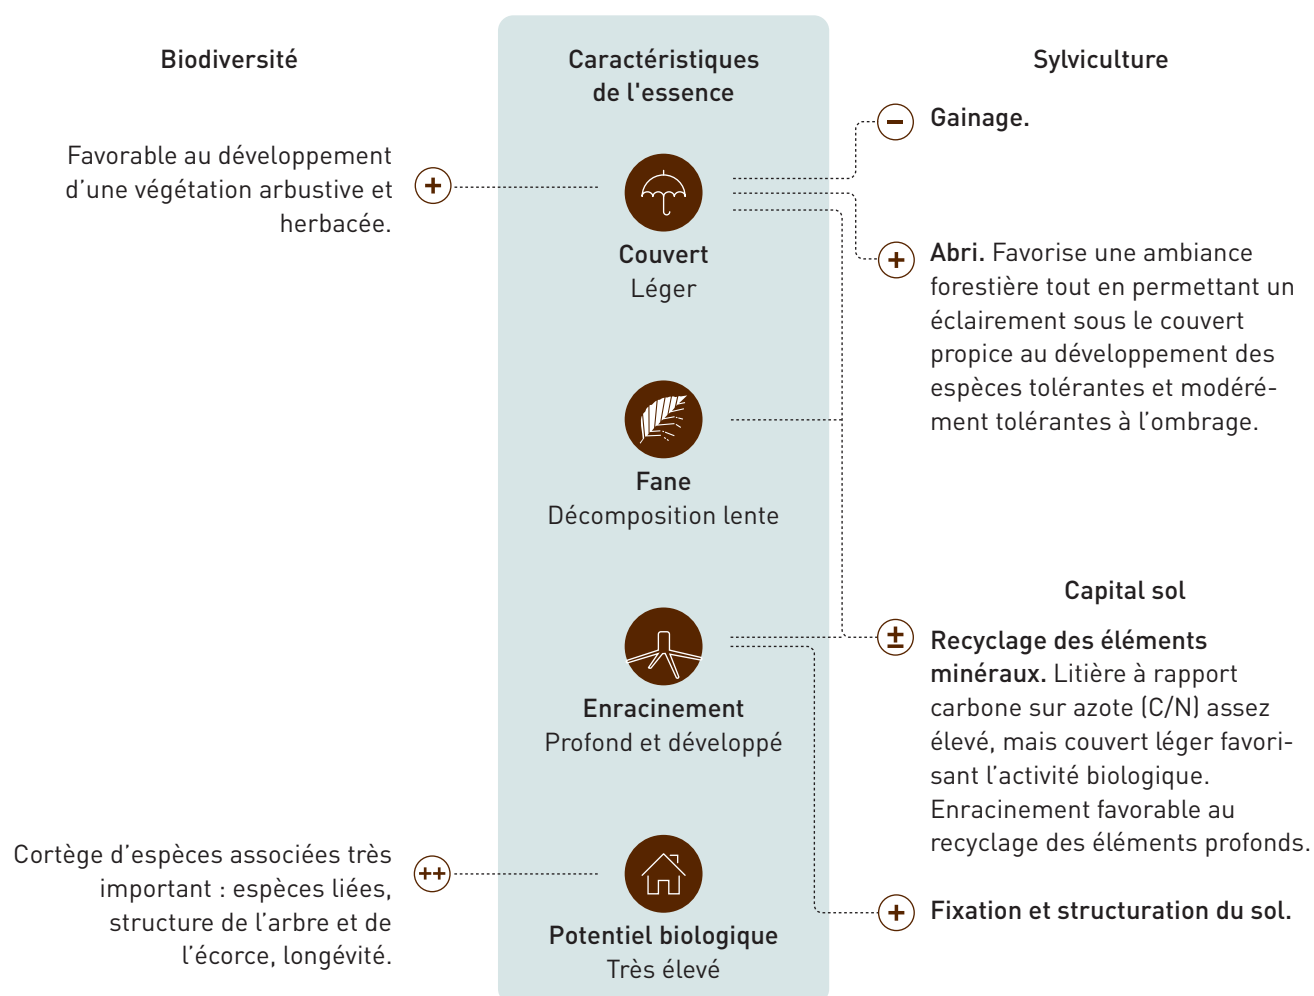 Biodiversité
Favorable au développement
d’une végétation arbustive et
herbacée.
+
Cortège d’espèces associées très
important : espèces liées,
structure de l’arbre et de
l’écorce, longévité.
++
Caractéristiques
de l'essence
Couvert
Léger
Fane
Décomposition lente
Enracinement
Profond et développé
Potentiel biologique
Très élevé
Sylviculture
−
Gainage.
+
Abri. Favorise une ambiance
forestière tout en permettant un
éclairement sous le couvert
propice au développement des
espèces tolérantes et modéré-
ment tolérantes à l’ombrage.
Capital sol
±
Recyclage des éléments
minéraux. Litière à rapport
carbone sur azote (C/N) assez
élevé, mais couvert léger favori-
sant l’activité biologique.
Enracinement favorable au
recyclage des éléments profonds.
+
Fixation et structuration du sol.